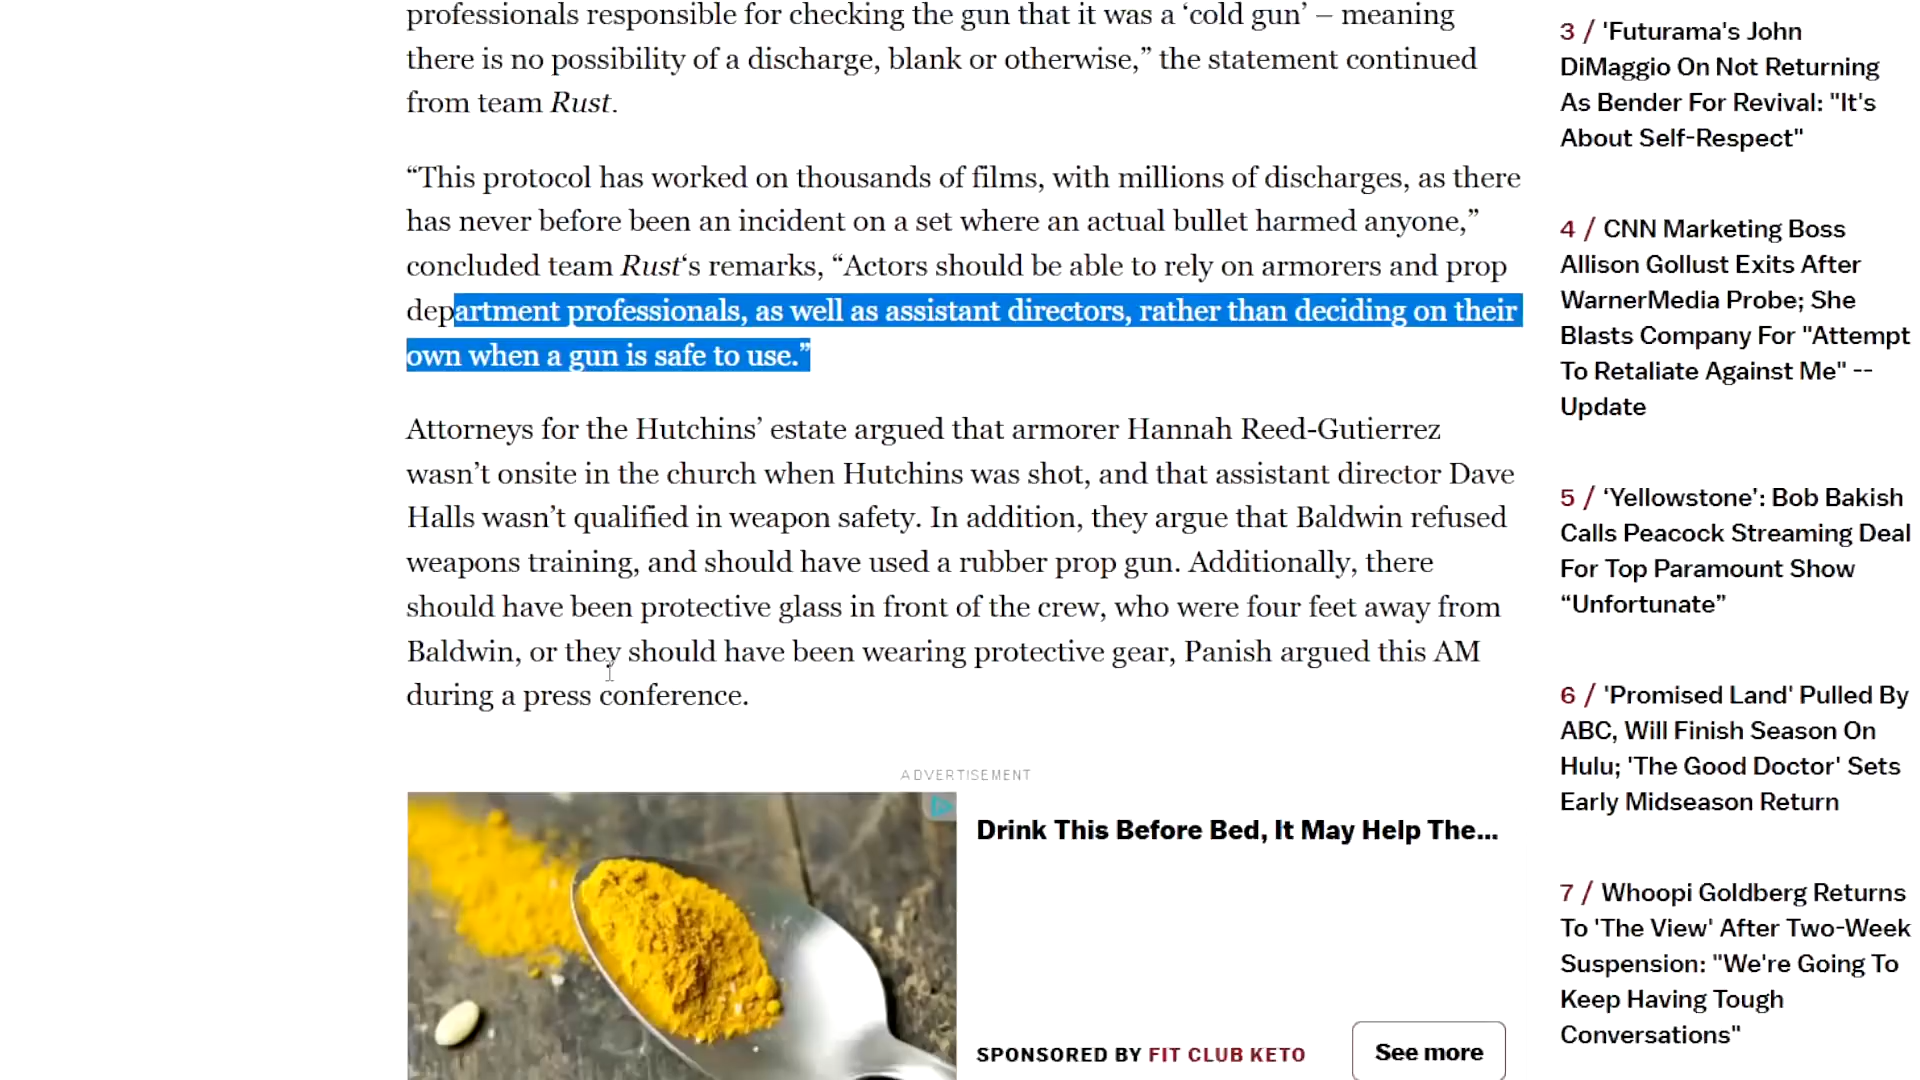 professionals responsible for checking the gun that it was a ‘cold gun’ – meaning
there is no possibility of a discharge, blank or otherwise,” the statement continued
from team Rust.
“This protocol has worked on thousands of films, with millions of discharges, as there
has never before been an incident on a set where an actual bullet harmed anyone,”
concluded team Rust‘s remarks, “Actors should be able to rely on armorers and prop
department professionals, as well as assistant directors, rather than deciding on their
own when a gun is safe to use.”
Attorneys for the Hutchins’ estate argued that armorer Hannah Reed-Gutierrez
wasn’t onsite in the church when Hutchins was shot, and that assistant director Dave
Halls wasn’t qualified in weapon safety. In addition, they argue that Baldwin refused
weapons training, and should have used a rubber prop gun. Additionally, there
should have been protective glass in front of the crew, who were four feet away from
Baldwin, or they should have been wearing protective gear, Panish argued this AM
during a press conference.
ADVERTISEMENT
Drink This Before Bed, It May Help The...
SPONSORED BY FIT CLUB KETO
See more
3 / 'Futurama's John
DiMaggio On Not Returning
As Bender For Revival: "It's
About Self-Respect"
4 / CNN Marketing Boss
Allison Gollust Exits After
WarnerMedia Probe; She
Blasts Company For "Attempt
To Retaliate Against Me" --
Update
5 / ‘Yellowstone’: Bob Bakish
Calls Peacock Streaming Deal
For Top Paramount Show
“Unfortunate”
6 / 'Promised Land' Pulled By
ABC, Will Finish Season On
Hulu; 'The Good Doctor' Sets
Early Midseason Return
7 / Whoopi Goldberg Returns
To 'The View' After Two-Week
Suspension: "We're Going To
Keep Having Tough
Conversations"